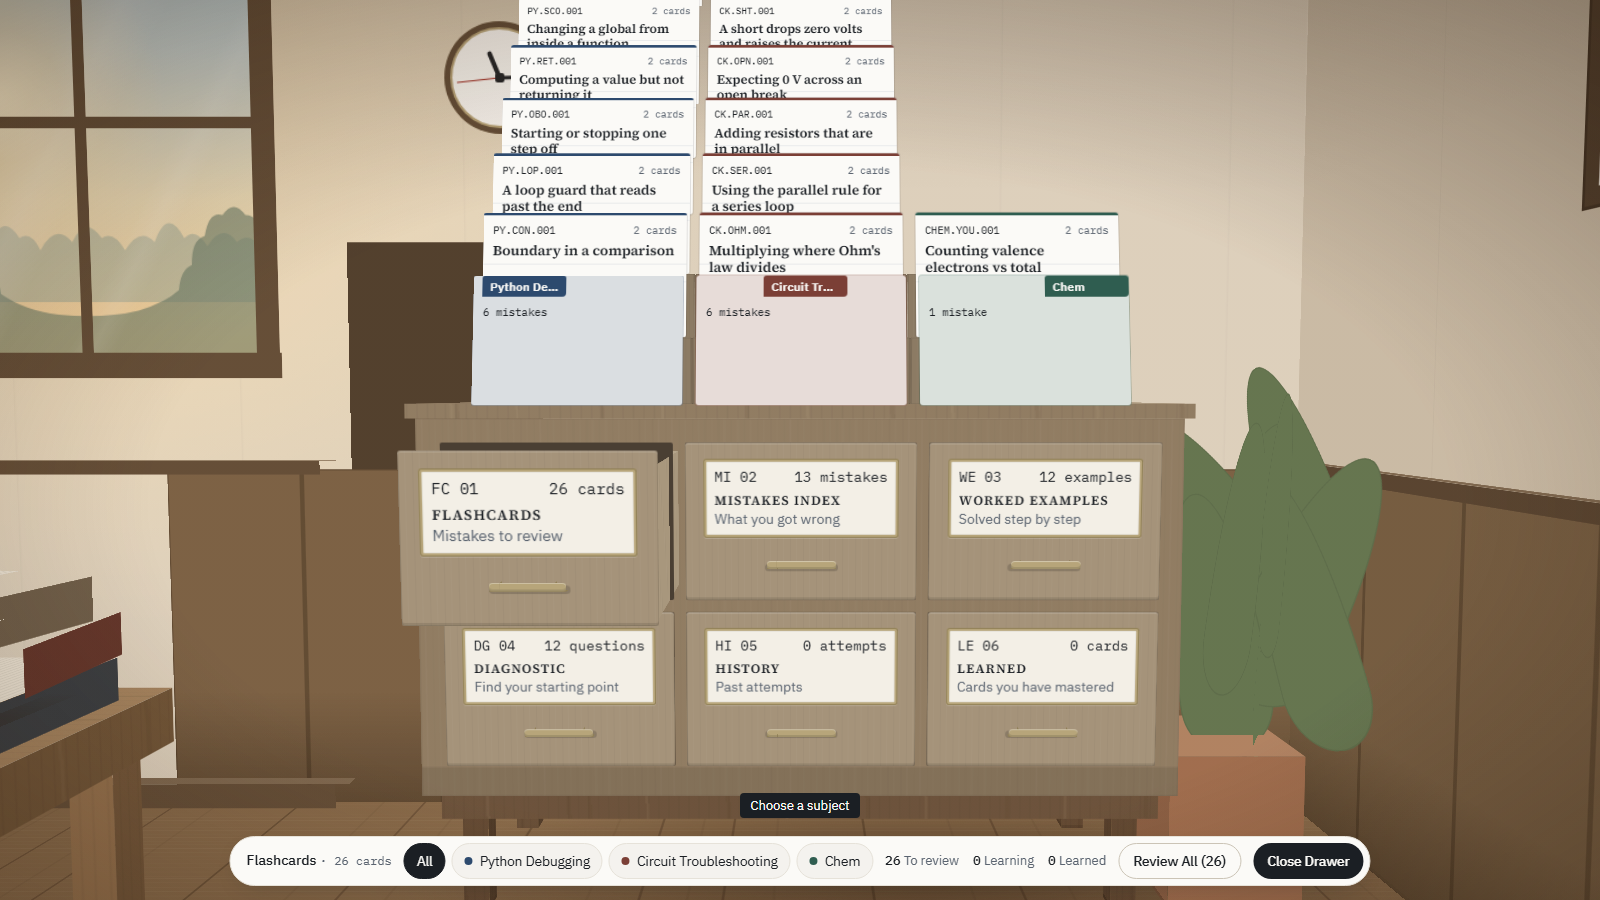 PY.SCO.001 2 cards
Changing a global from
inside a function
CK.SHT.001 2 cards
A short drops zero volts
and raises the current
PY.RET.001 2 cards
Computing a value but not
returning it
CK.OPN.001 2 cards
Expecting 0 V across an
open break
PY.OBO.001 2 cards
Starting or stopping one
step off
CK.PAR.001 2 cards
Adding resistors that are
in parallel
PY.LOP.001 2 cards
A loop guard that reads
past the end
CK.SER.001 2 cards
Using the parallel rule for
a series loop
PY.CON.001 2 cards
Boundary in a comparison
CK.OHM.001 2 cards
Multiplying where Ohm's
law divides
CHEM.YOU.001 2 cards
Counting valence
electrons vs total
Python De...
6 mistakes
Circuit Tr...
6 mistakes
Chem
1 mistake
FC 01 26 cards
FLASHCARDS
Mistakes to review
MI 02 13 mistakes
MISTAKES INDEX
What you got wrong
WE 03 12 examples
WORKED EXAMPLES
Solved step by step
DG 04 12 questions
DIAGNOSTIC
Find your starting point
HI 05 0 attempts
HISTORY
Past attempts
LE 06 0 cards
LEARNED
Cards you have mastered
Choose a subject
Flashcards · 26 cards All Python Debugging Circuit Troubleshooting Chem 26 To review 0 Learning 0 Learned Review All (26) Close Drawer